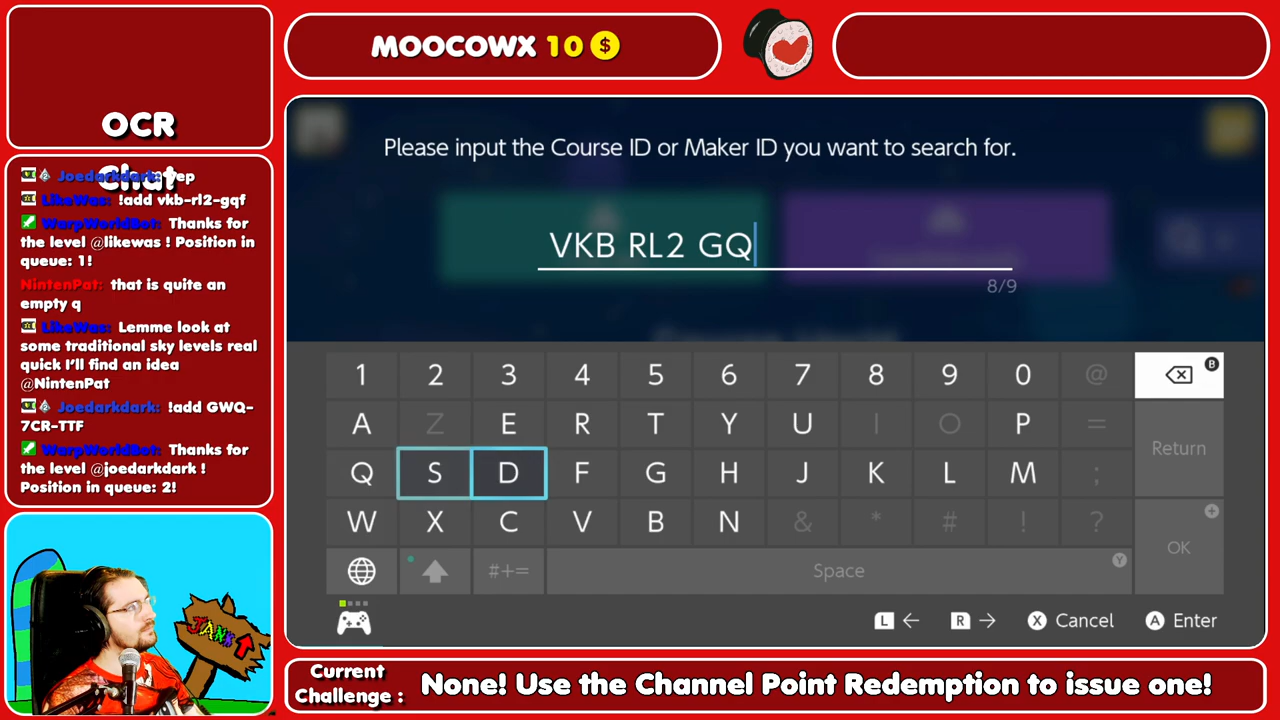 MOOCOWX 10 $
OCR
Chat
Joedarkdark: Yep
LikeWas: !add vkb-rl2-gqf
WarpWorldBot: Thanks for
the level @likewas ! Position in
queue: 1!
NintenPat: that is quite an
empty q
LikeWas: Lemme look at
some traditional sky levels real
quick I'll find an idea
@NintenPat
Joedarkdark: !add GWQ-
7CR-TTF
WarpWorldBot: Thanks for
the level @joedarkdark !
Position in queue: 2!
Please input the Course ID or Maker ID you want to search for.
VKB RL2 GQ
8/9
1 2 3 4 5 6 7 8 9 0 @ B
A Z E R T Y U I O P =
Return
Q S D F G H J K L M ;
W X C V B N & * # ! ? +
OK
#+= Space Y
L ← R → X Cancel A Enter
JANK
Current
Challenge :
None! Use the Channel Point Redemption to issue one!